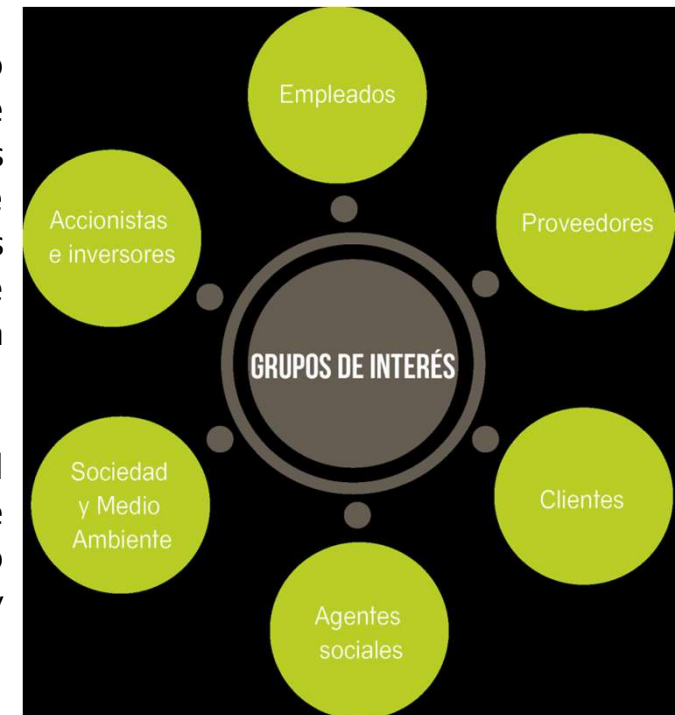 Empleados
Accionistas
e inversores
Proveedores
GRUPOS DE INTERÉS
Sociedad
y Medio
Ambiente
Clientes
Agentes
sociales